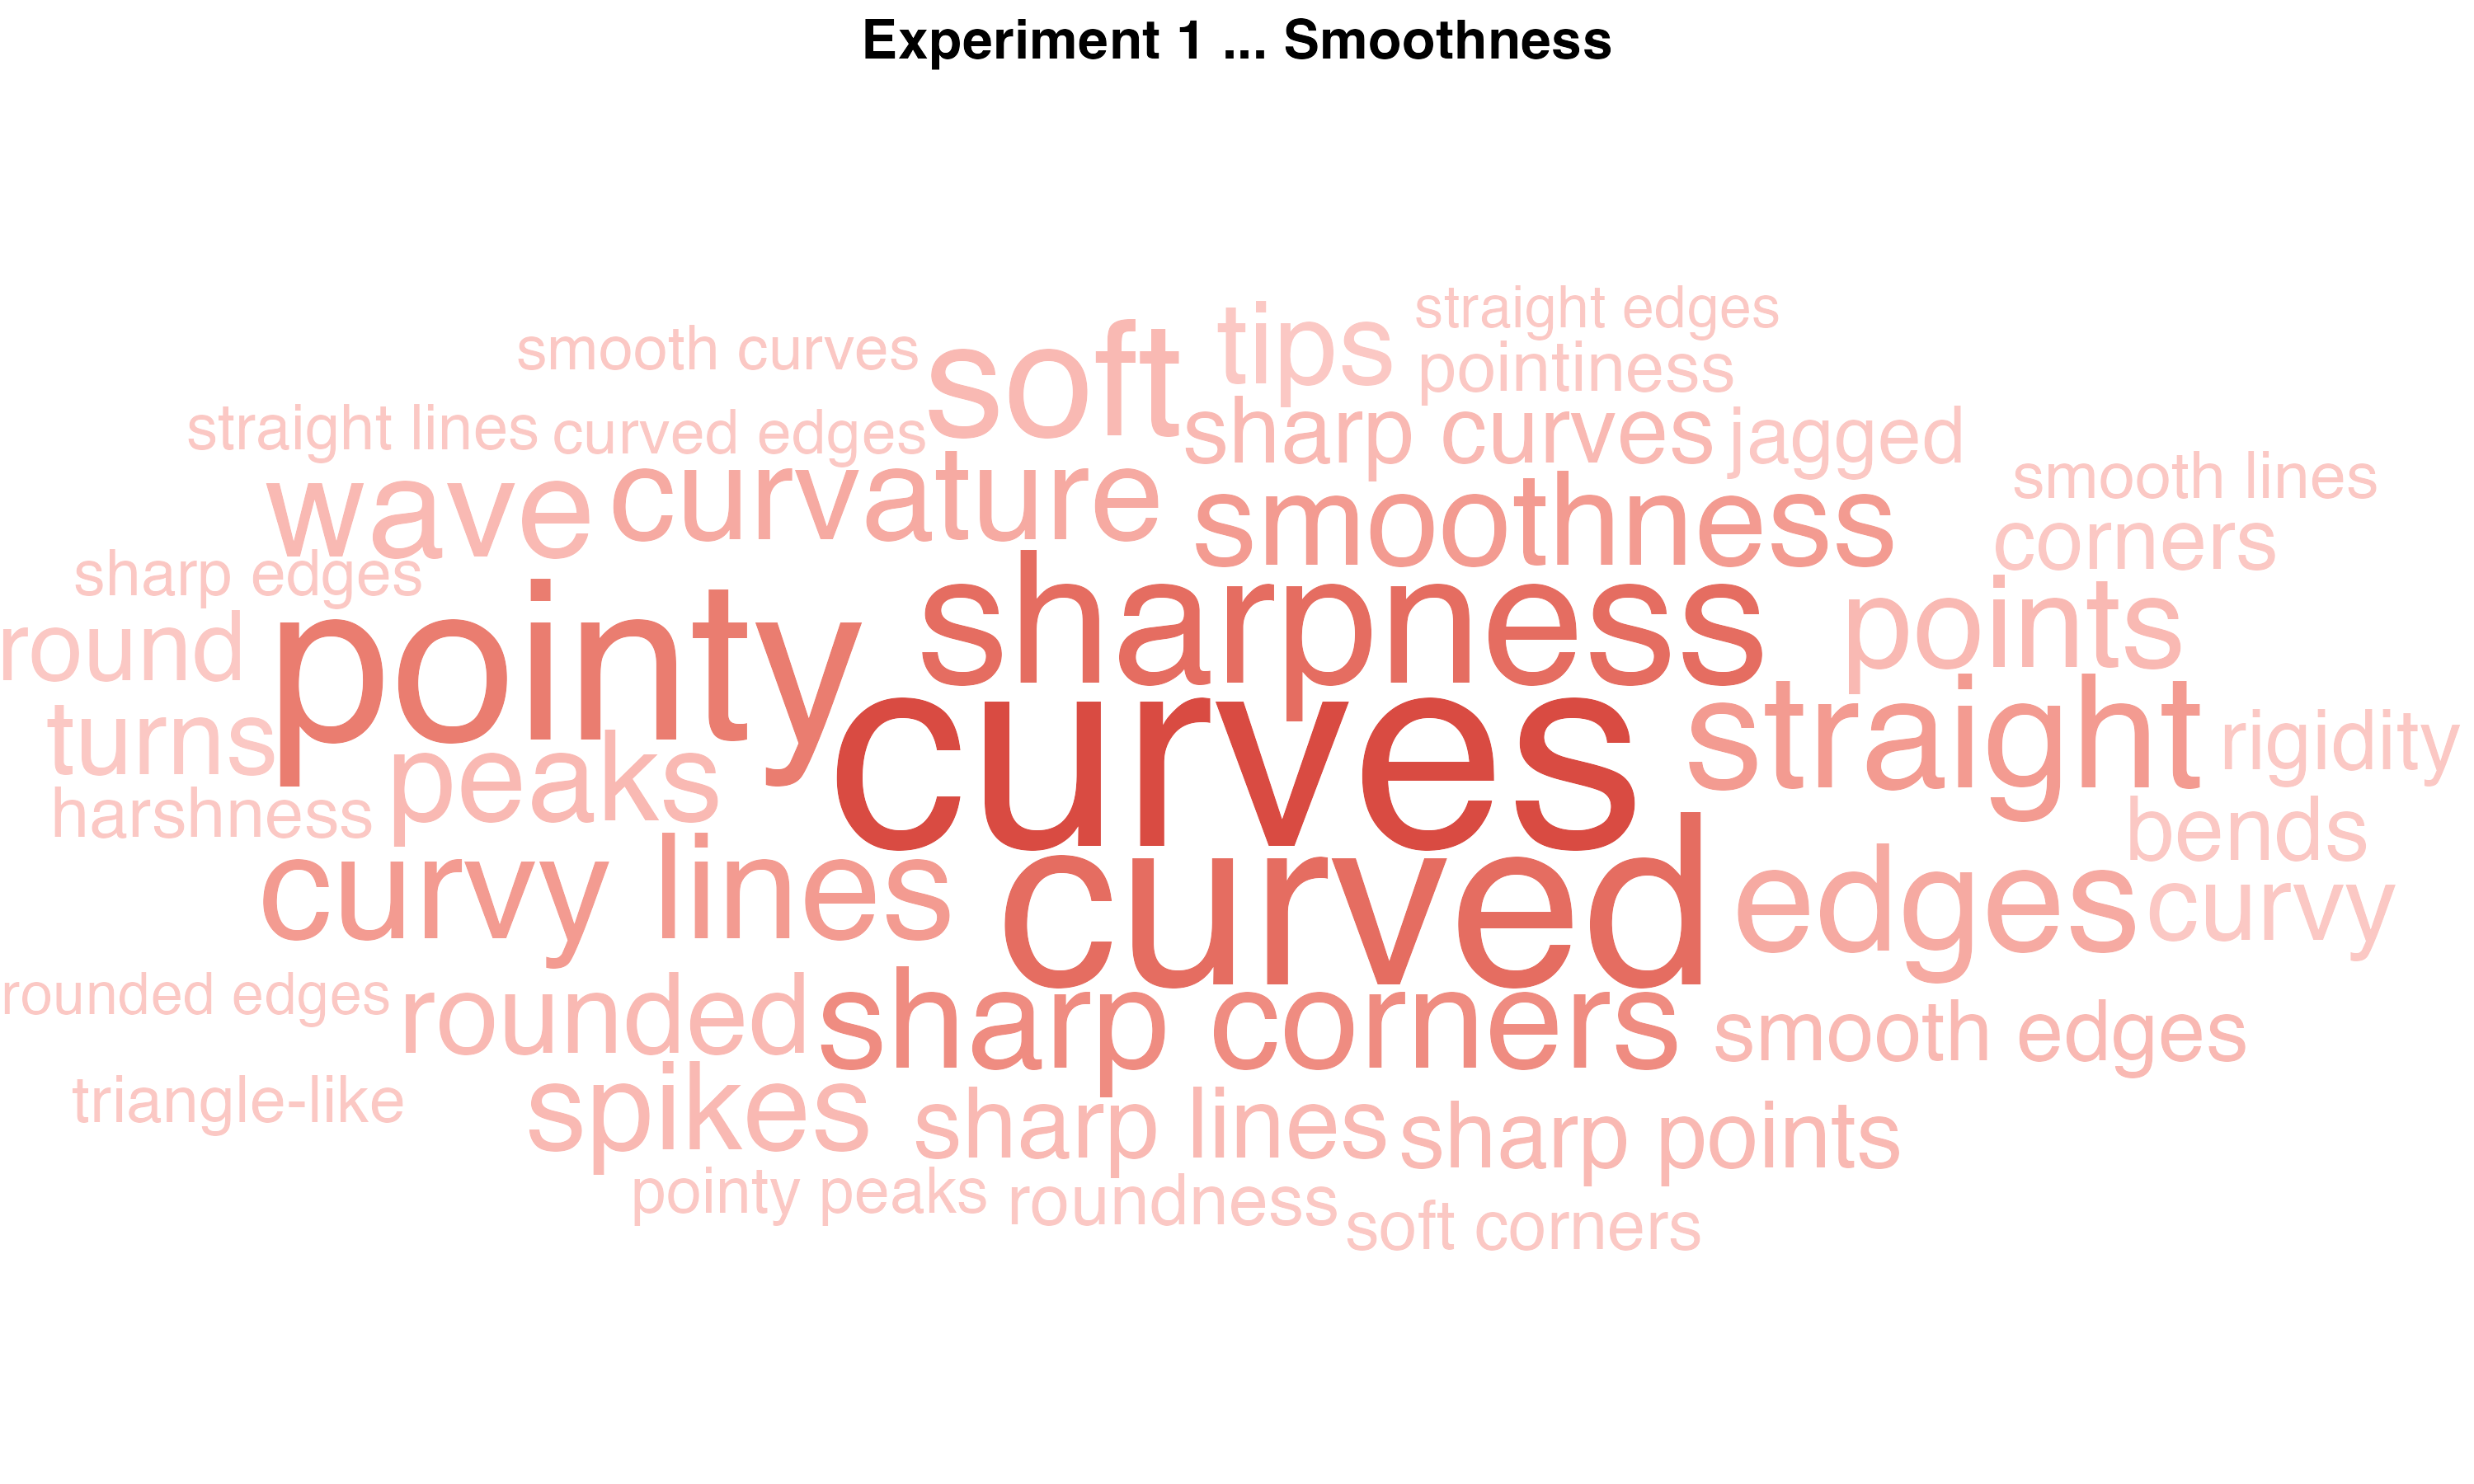 Experiment 1 ... Smoothness
straight edges
smooth curves
soft
tips
pointiness
straight lines
curved edges
sharp curves
jagged
smooth lines
wave
curvature
smoothness
corners
sharp edges
round
pointy
sharpness
points
turns
peaks
curves
straight
rigidity
harshness
bends
curvy lines
curved
edges
curvy
rounded edges
rounded
sharp corners
smooth edges
triangle-like
spikes
sharp lines
sharp points
pointy peaks
roundness
soft corners